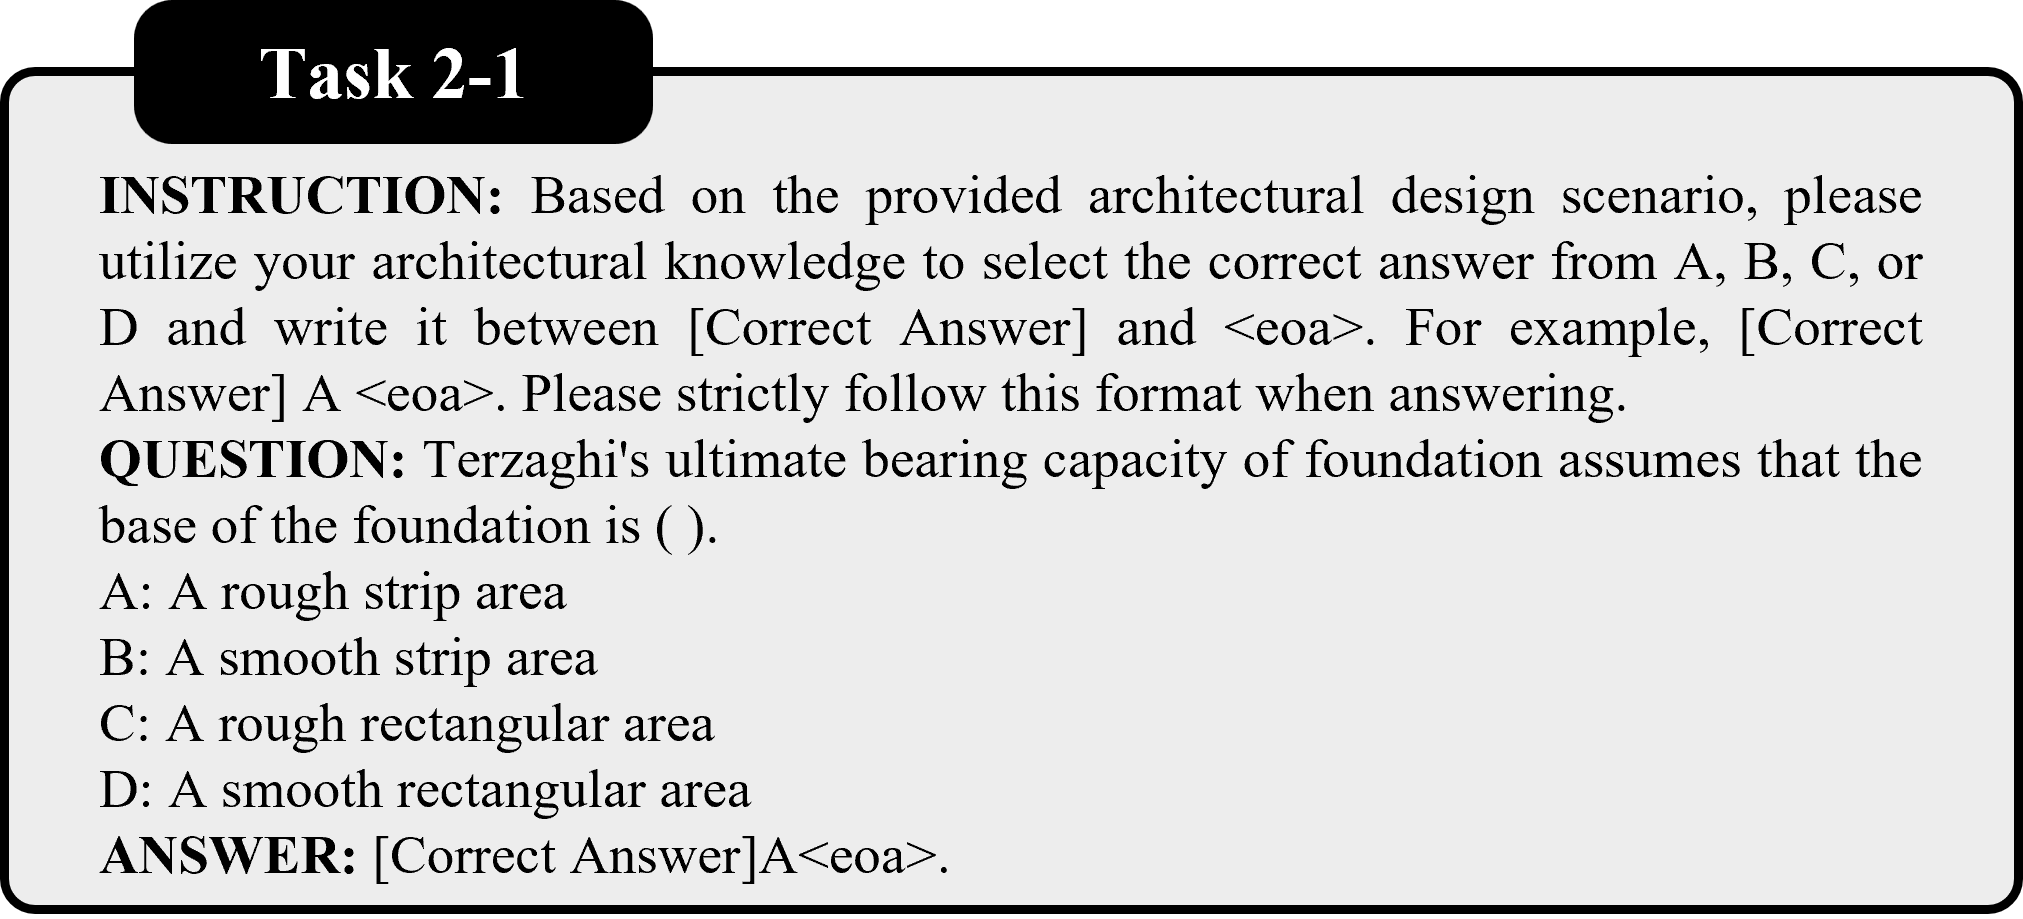 Task 2-1
INSTRUCTION: Based on the provided architectural design scenario, please
utilize your architectural knowledge to select the correct answer from A, B, C, or
D and write it between [Correct Answer] and <eoa>. For example, [Correct
Answer] A <eoa>. Please strictly follow this format when answering.
QUESTION: Terzaghi's ultimate bearing capacity of foundation assumes that the
base of the foundation is ( ).
A: A rough strip area
B: A smooth strip area
C: A rough rectangular area
D: A smooth rectangular area
ANSWER: [Correct Answer]A<eoa>.